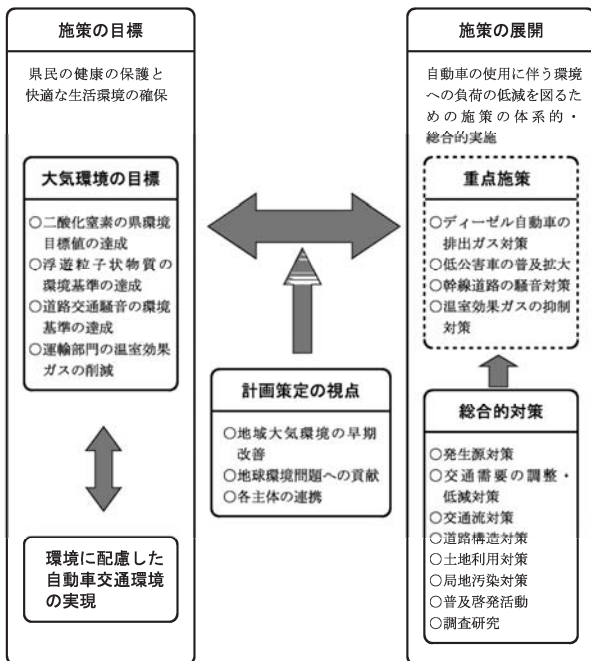 施策の目標
県民の健康の保護と
快適な生活環境の確保
大気環境の目標
○二酸化窒素の県環境
目標値の達成
○浮遊粒子状物質の
環境基準の達成
○道路交通騒音の環境
基準の達成
○運輸部門の温室効果
ガスの削減
環境に配慮した
自動車交通環境
の実現
計画策定の視点
○地域大気環境の早期
改善
○地球環境問題への貢献
○各主体の連携
施策の展開
自動車の使用に伴う環境
への負荷の低減を図るた
めの施策の体系的・
総合的実施
重点施策
○ディーゼル自動車の
排出ガス対策
○低公害車の普及拡大
○幹線道路の騒音対策
○温室効果ガスの抑制
対策
総合的対策
○発生源対策
○交通需要の調整・
低減対策
○交通流対策
○道路構造対策
○土地利用対策
○局地汚染対策
○普及啓発活動
○調査研究